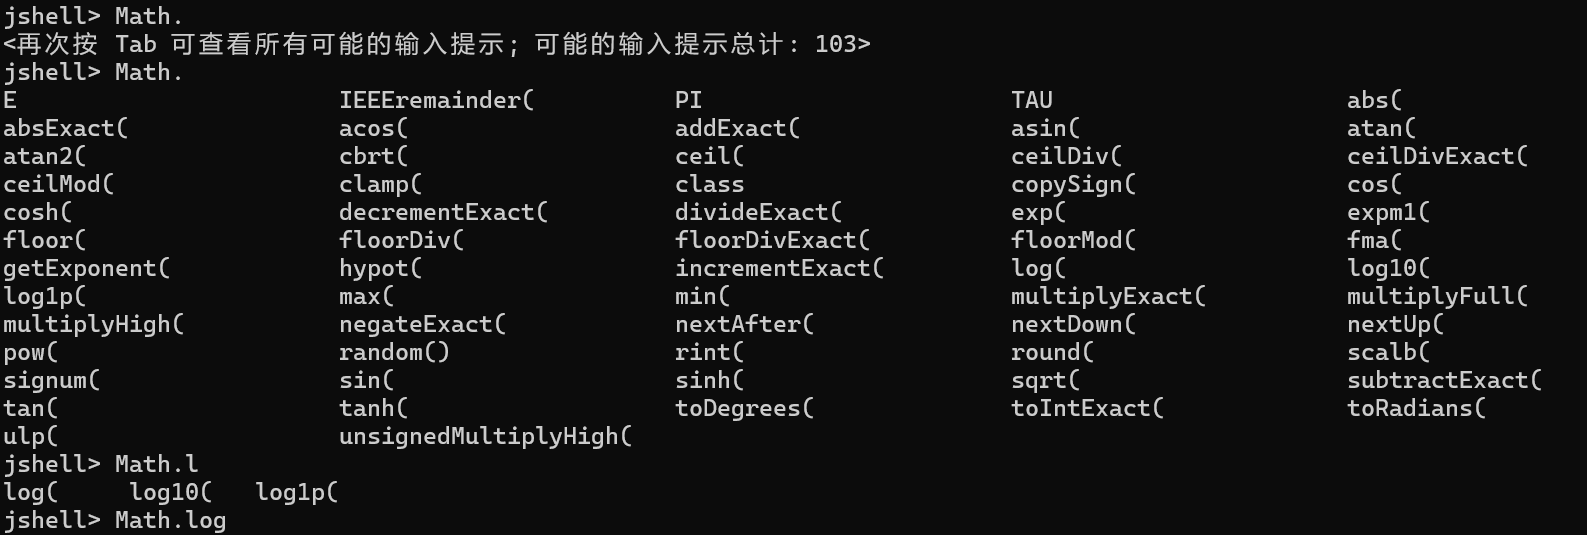 jshell> Math.
<再次按 Tab 可查看所有可能的输入提示; 可能的输入提示总计: 103>
jshell> Math.
E IEEEremainder( PI TAU abs(
absExact( acos( addExact( asin( atan(
atan2( cbrt( ceil( ceilDiv( ceilDivExact(
ceilMod( clamp( class copySign( cos(
cosh( decrementExact( divideExact( exp( expm1(
floor( floorDiv( floorDivExact( floorMod( fma(
getExponent( hypot( incrementExact( log( log10(
log1p( max( min( multiplyExact( multiplyFull(
multiplyHigh( negateExact( nextAfter( nextDown( nextUp(
pow( random() rint( round( scalb(
signum( sin( sinh( sqrt( subtractExact(
tan( tanh( toDegrees( toIntExact( toRadians(
ulp( unsignedMultiplyHigh(
jshell> Math.l
log( log10( log1p(
jshell> Math.log